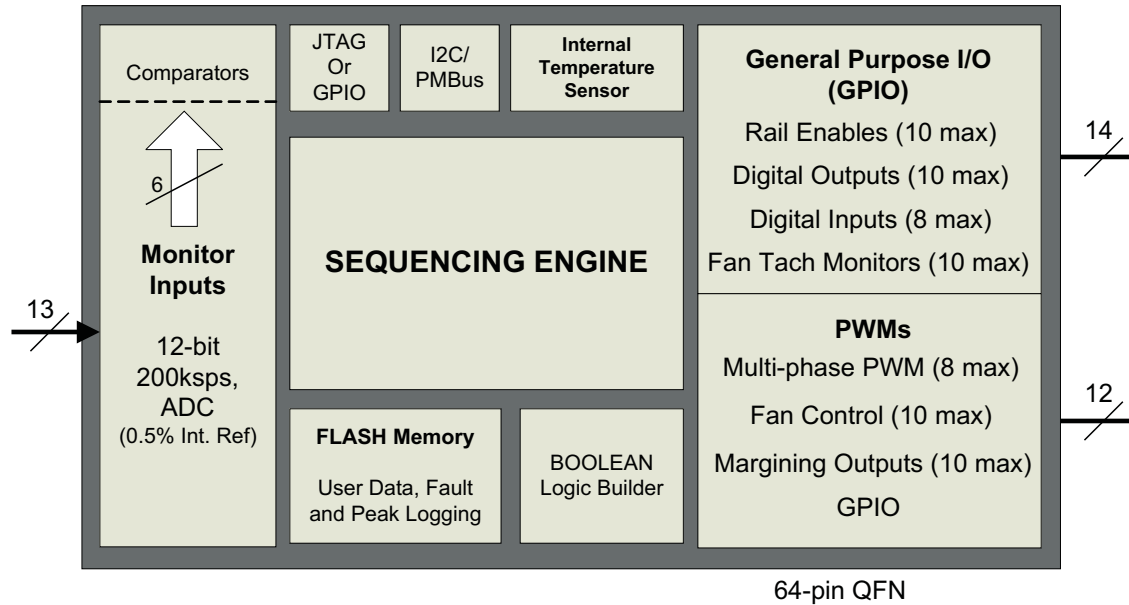 Comparators
6
Monitor
Inputs
12-bit
200ksps,
ADC
(0.5% Int. Ref)
13
JTAG
Or
GPIO
I2C/
PMBus
Internal
Temperature
Sensor
SEQUENCING ENGINE
FLASH Memory
User Data, Fault
and Peak Logging
BOOLEAN
Logic Builder
General Purpose I/O
(GPIO)
Rail Enables (10 max)
Digital Outputs (10 max)
Digital Inputs (8 max)
Fan Tach Monitors (10 max)
14
PWMs
Multi-phase PWM (8 max)
Fan Control (10 max)
Margining Outputs (10 max)
GPIO
12
64-pin QFN